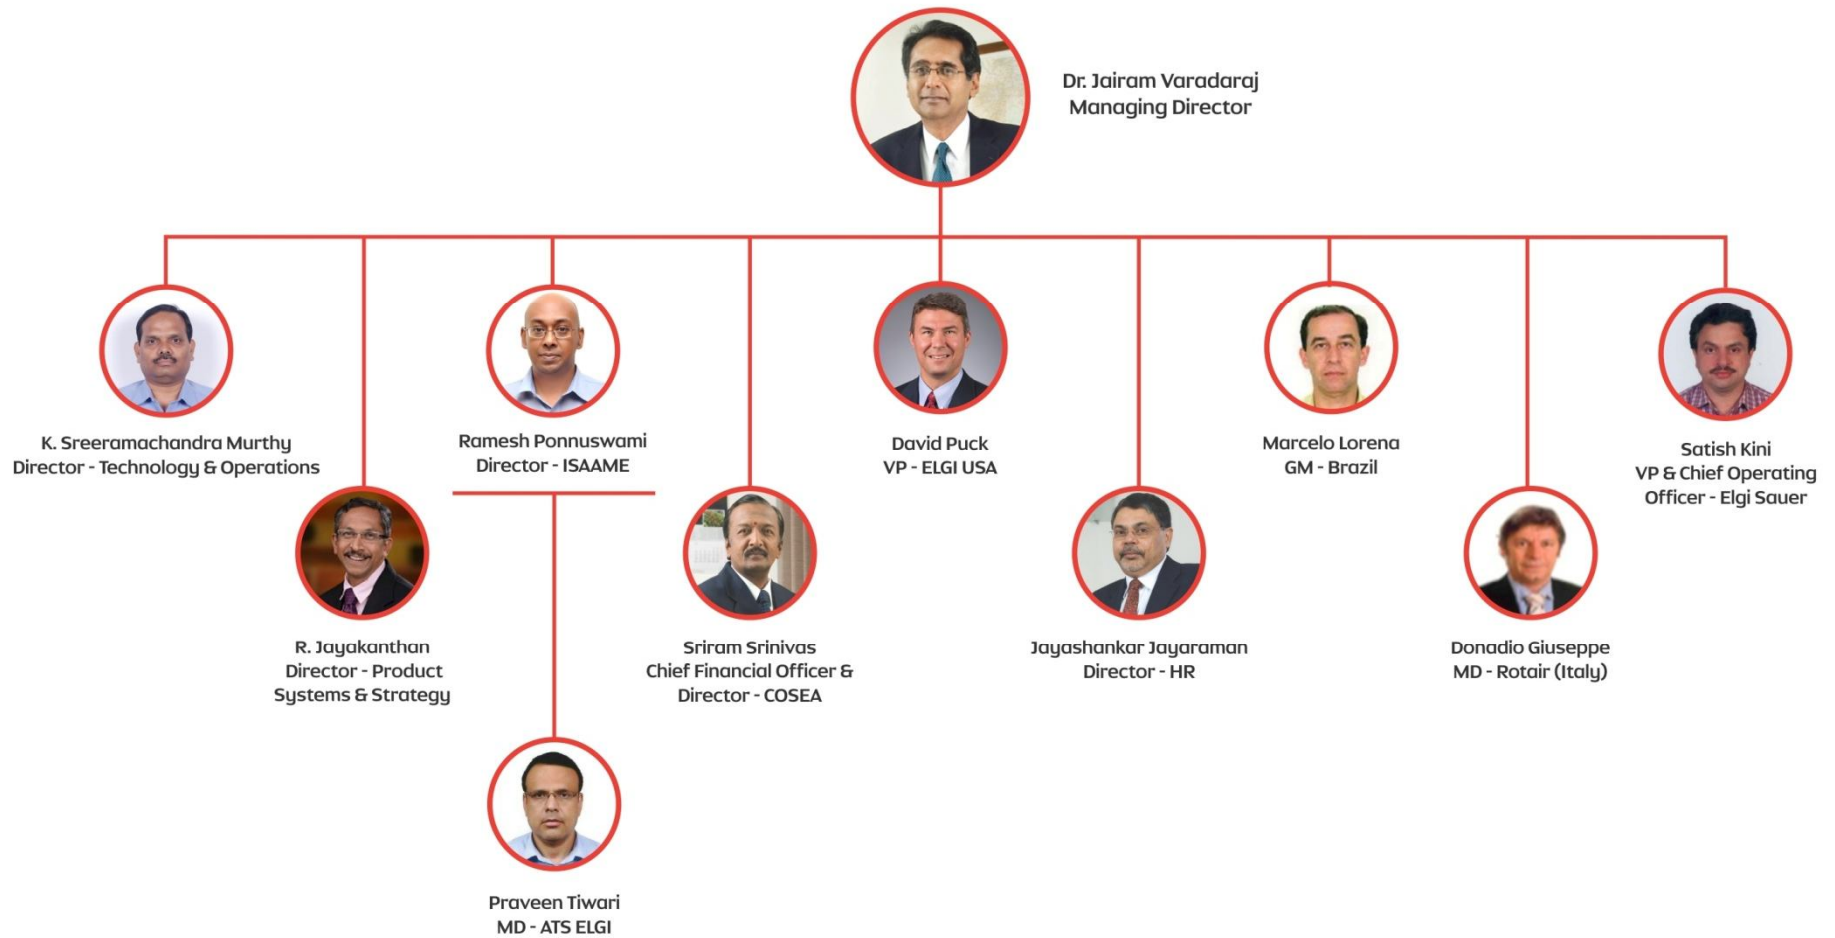 Dr. Jairam Varadaraj
Managing Director
K. Sreeramachandra Murthy
Director - Technology & Operations
Ramesh Ponnuswami
Director - ISAAME
David Puck
VP - ELGI USA
Marcelo Lorena
GM - Brazil
Satish Kini
VP & Chief Operating
Officer - Elgi Sauer
R. Jayakanthan
Director - Product
Systems & Strategy
Sriram Srinivas
Chief Financial Officer &
Director - COSEA
Jayashankar Jayaraman
Director - HR
Donadio Giuseppe
MD - Rotair (Italy)
Praveen Tiwari
MD - ATS ELGI